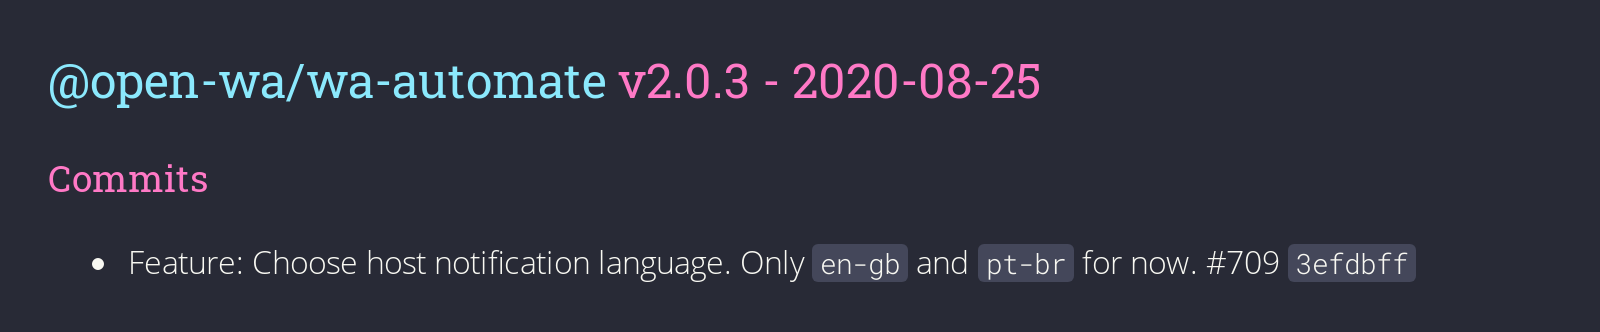 @open-wa/wa-automate v2.0.3 - 2020-08-25
Commits
Feature: Choose host notification language. Only en-gb and pt-br for now. #709 3efdbff